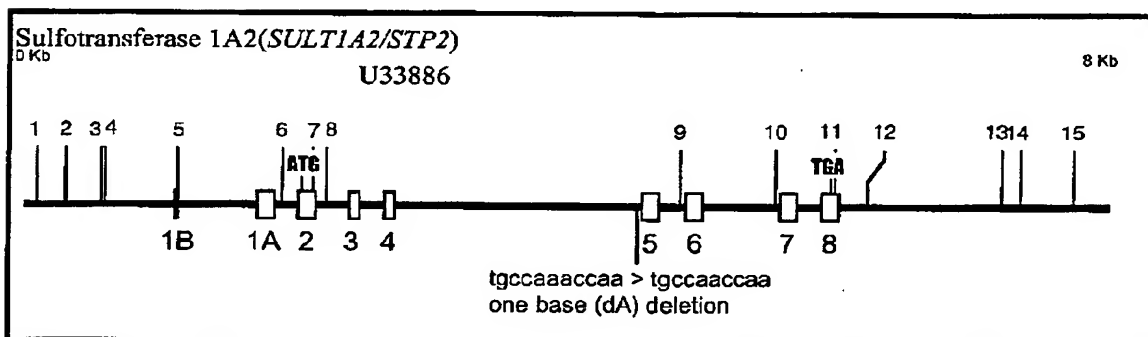 Sulfotransferase 1A2(SULT1A2/STP2)
0 Kb
U33886
8 Kb
1 2 3 4 5 6 7 8 9 10 11 12 13 14 15
ATG TGA
1B 1A 2 3 4 5 6 7 8
tgccaaaccaa > tgccaaccaa
one base (dA) deletion